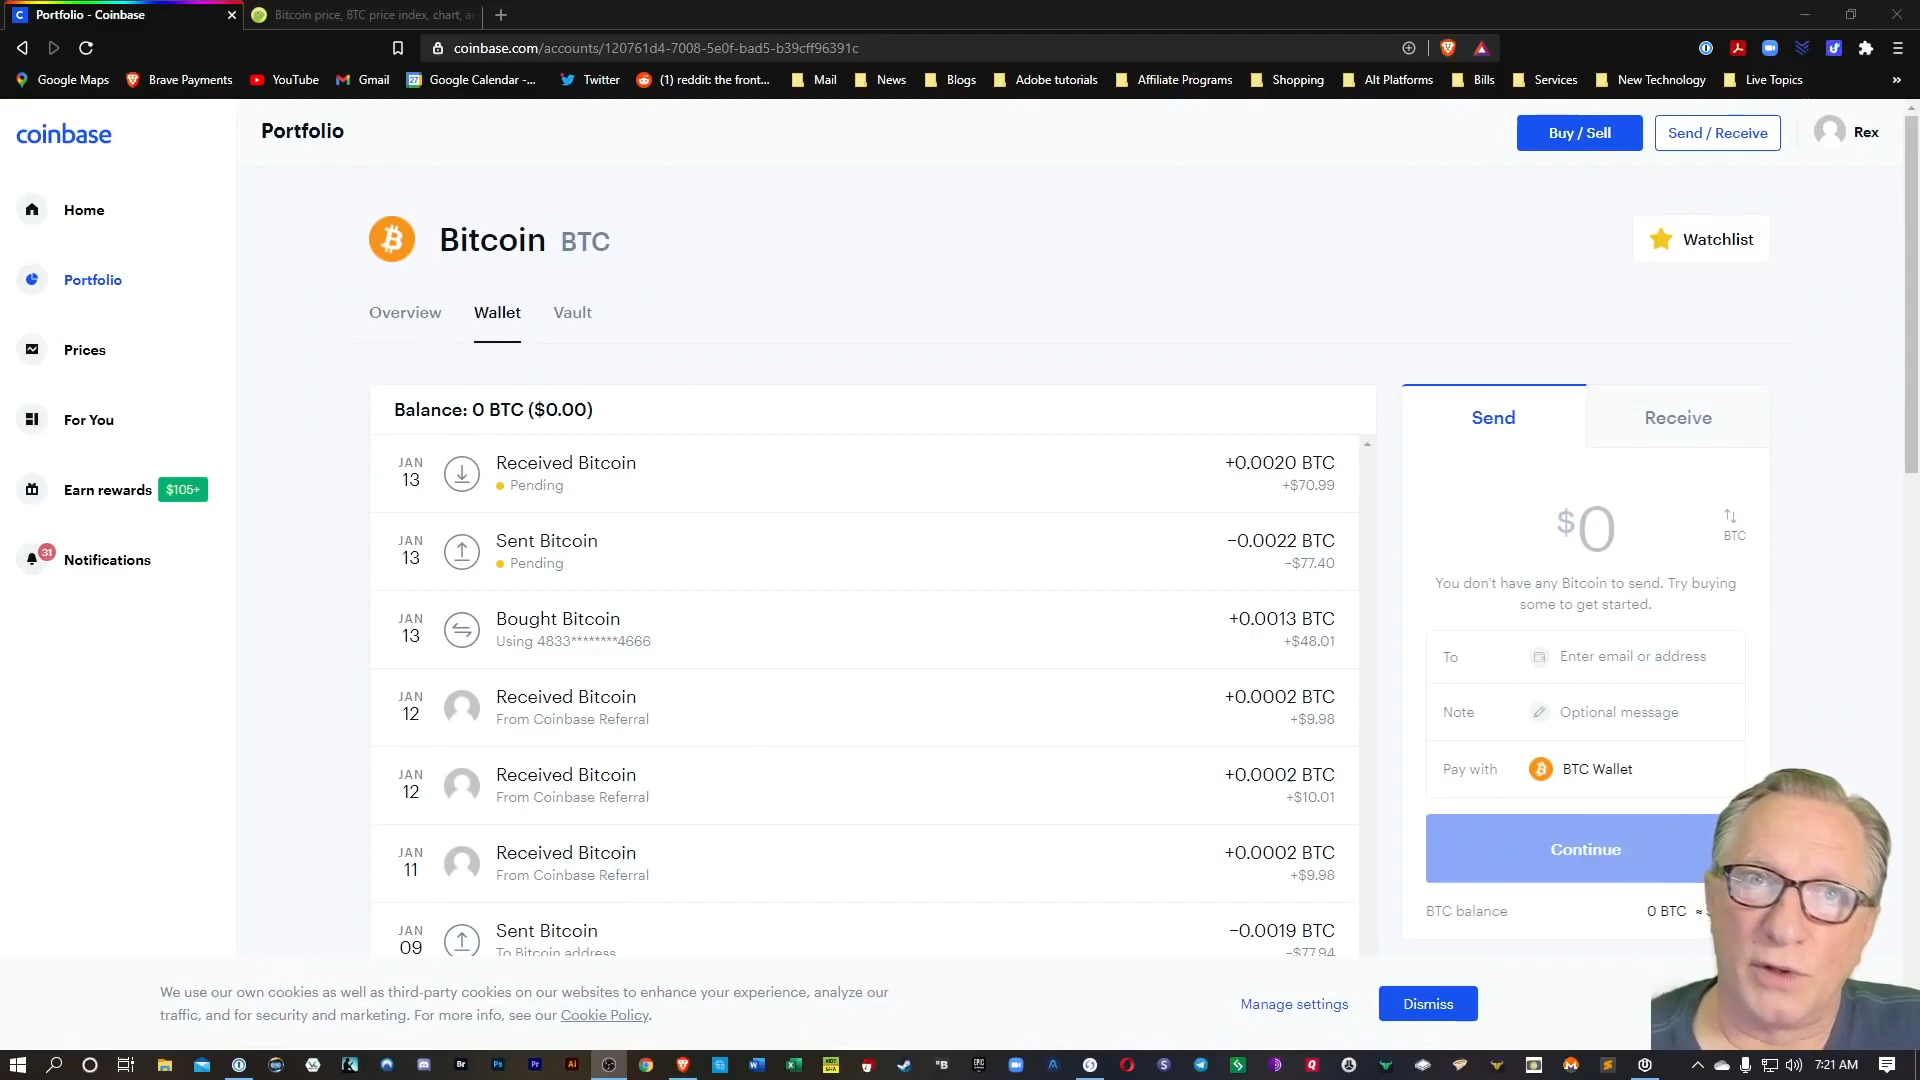 Portfolio - Coinbase
Bitcoin price, BTC price index, chart, a
coinbase.com/accounts/120761d4-7008-5e0f-bad5-b39cff96391c
Google Maps
Brave Payments
YouTube
Gmail
Google Calendar -...
Twitter
(1) reddit: the front...
Mail
News
Blogs
Adobe tutorials
Affiliate Programs
Shopping
Alt Platforms
Bills
Services
New Technology
Live Topics
coinbase
Portfolio
Buy / Sell
Send / Receive
Rex
Home
Portfolio
Prices
For You
Earn rewards $105+
31 Notifications
Bitcoin BTC
Watchlist
Overview
Wallet
Vault
Balance: 0 BTC ($0.00)
JAN 13
Received Bitcoin
Pending
+0.0020 BTC
+$70.99
JAN 13
Sent Bitcoin
Pending
−0.0022 BTC
−$77.40
JAN 13
Bought Bitcoin
Using 4833********4666
+0.0013 BTC
+$48.01
JAN 12
Received Bitcoin
From Coinbase Referral
+0.0002 BTC
+$9.98
JAN 12
Received Bitcoin
From Coinbase Referral
+0.0002 BTC
+$10.01
JAN 11
Received Bitcoin
From Coinbase Referral
+0.0002 BTC
+$9.98
JAN 09
Sent Bitcoin
To Bitcoin address
−0.0019 BTC
−$77.94
Send
Receive
$0
BTC
You don't have any Bitcoin to send. Try buying
some to get started.
To
Enter email or address
Note
Optional message
Pay with
BTC Wallet
Continue
BTC balance
0 BTC ≈
We use our own cookies as well as third-party cookies on our websites to enhance your experience, analyze our
traffic, and for security and marketing. For more info, see our Cookie Policy.
Manage settings
Dismiss
7:21 AM